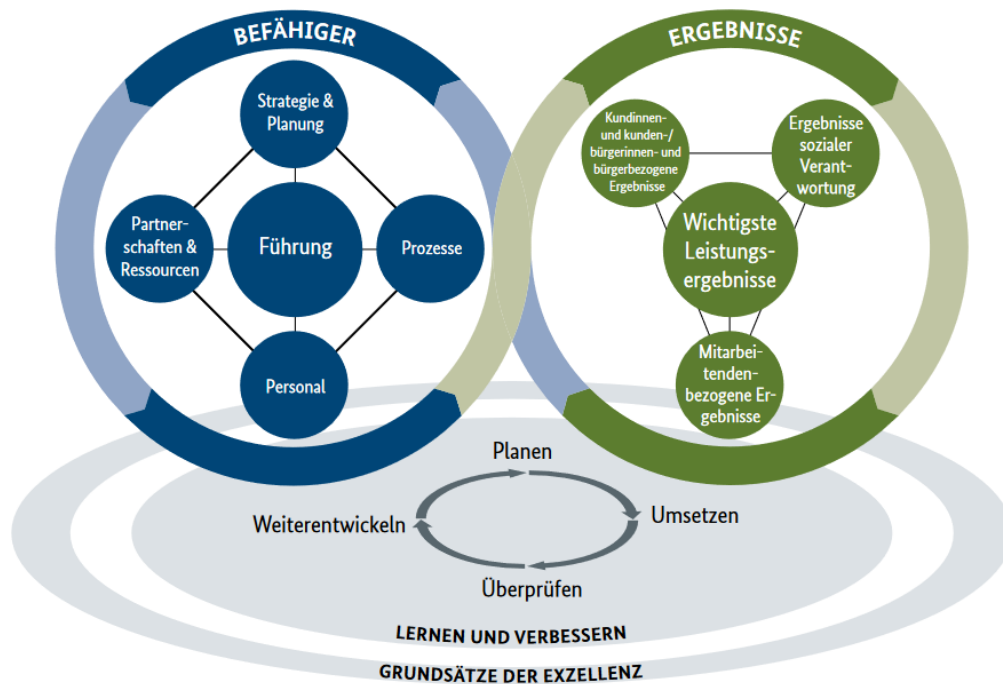 BEFÄHIGER
Strategie &
Planung
Partner-
schaften &
Ressourcen
Führung
Prozesse
Personal
ERGEBNISSE
Kundinnen-
und kunden-/
bürgerinnen- und
bürgerbezogene
Ergebnisse
Ergebnisse
sozialer
Verant-
wortung
Wichtigste
Leistungs-
ergebnisse
Mitarbei-
tenden-
bezogene Er-
gebnisse
Planen
Umsetzen
Überprüfen
Weiterentwickeln
LERNEN UND VERBESSERN
GRUNDSÄTZE DER EXZELLENZ